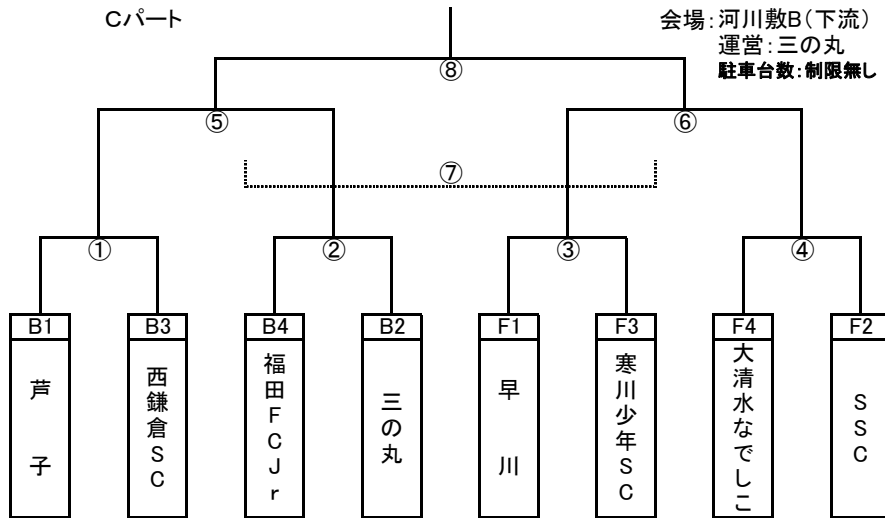 Cパート
会場：河川敷B（下流）
運営：三の丸
駐車台数：制限無し
⑧
⑤
⑥
⑦
①
②
③
④
B1
B3
B4
B2
F1
F3
F4
F2
芦子
西鎌倉SC
福田FCJr
三の丸
早川
寒川少年SC
大清水なでしこ
SSC